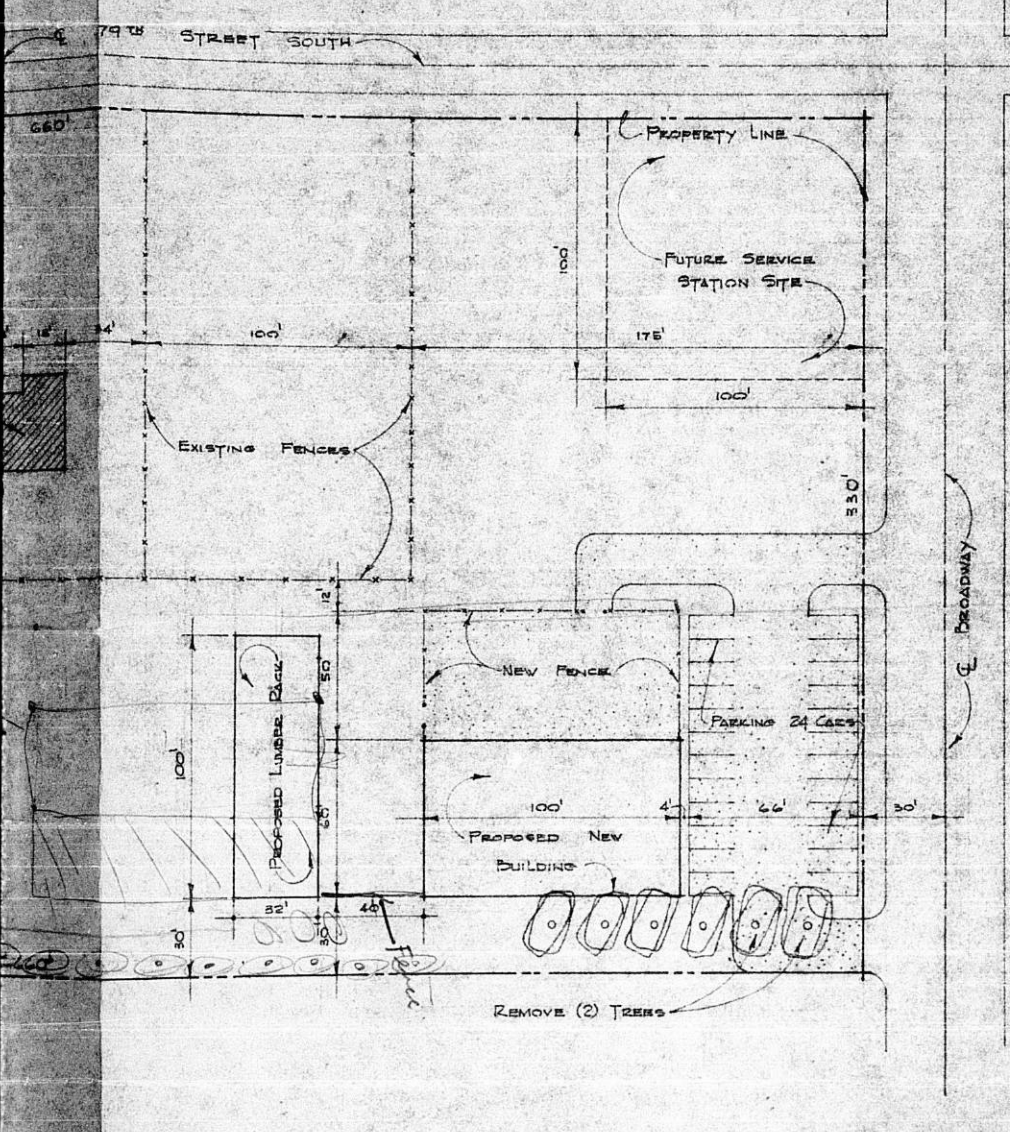 ℄ 79TH STREET SOUTH
660'
PROPERTY LINE
100'
FUTURE SERVICE
STATION SITE
18'
34'
100'
175'
100'
EXISTING FENCES
330'
℄ BROADWAY
12'
50'
NEW FENCE
PARKING 24 CARS
PROPOSED LUMBER RACK
100'
60'
100'
4'
66'
30'
PROPOSED NEW
BUILDING
32'
40'
30'
30'
Fence
REMOVE (2) TREES